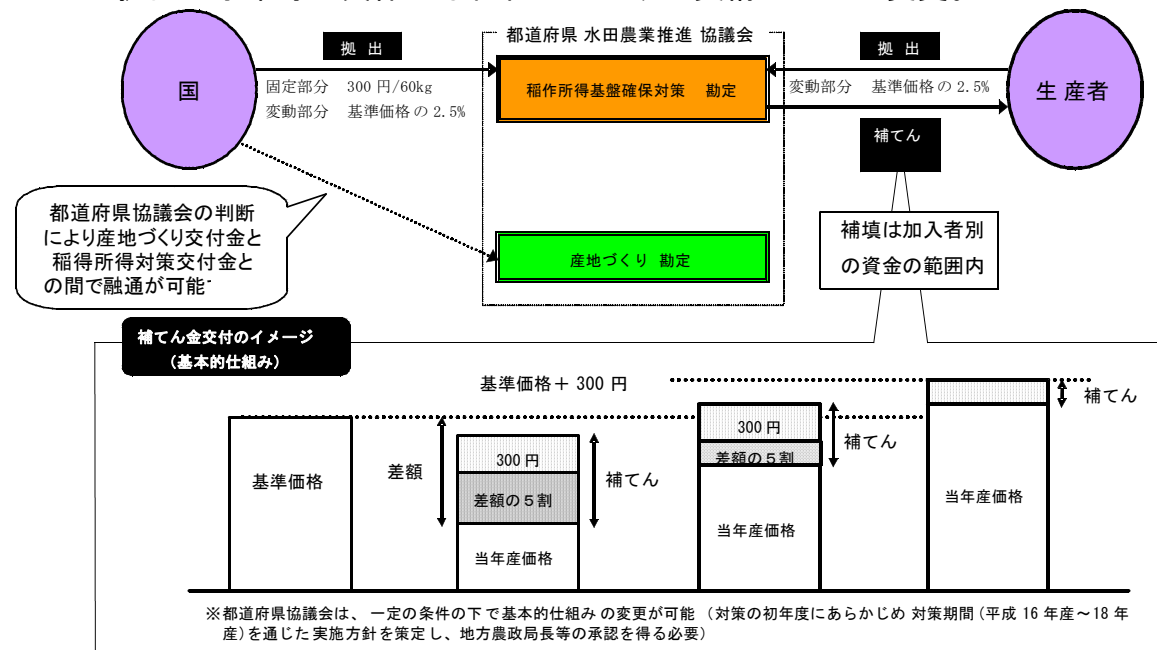 都道府県 水田農業推進 協議会
拠 出
国
固定部分 300 円/60kg
変動部分 基準価格の 2.5%
稲作所得基盤確保対策 勘定
拠 出
変動部分 基準価格の 2.5%
生 産者
補てん
都道府県協議会の判断
により産地づくり交付金と
稲得所得対策交付金と
の間で融通が可能
産地づくり 勘定
補填は加入者別
の資金の範囲内
補てん金交付のイメージ
（基本的仕組み）
基準価格＋ 300 円
基準価格
差額
300 円
差額の５割
当年産価格
補てん
300 円
差額の５割
当年産価格
補てん
当年産価格
補てん
※都道府県協議会は、一定の条件の下で基本的仕組みの変更が可能（対策の初年度にあらかじめ対策期間（平成 16 年産～18 年
産）を通じた実施方針を策定し、地方農政局長等の承認を得る必要）